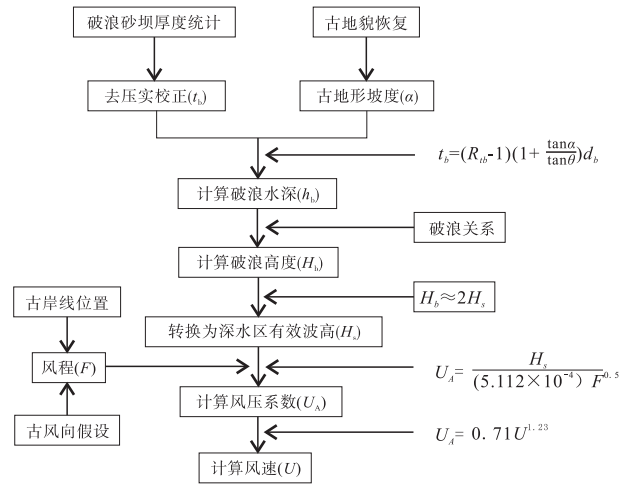 破浪砂坝厚度统计
古地貌恢复
去压实校正(t_b)
古地形坡度(α)
t_b=(R_tb-1)(1+ tanα/tanθ)d_b
计算破浪水深(h_b)
破浪关系
计算破浪高度(H_b)
古岸线位置
H_b≈2H_s
转换为深水区有效波高(H_s)
风程(F)
U_A= H_s/(5.112×10^-4) F^0.5
计算风压系数(U_A)
古风向假设
U_A= 0.71U^1.23
计算风速(U)